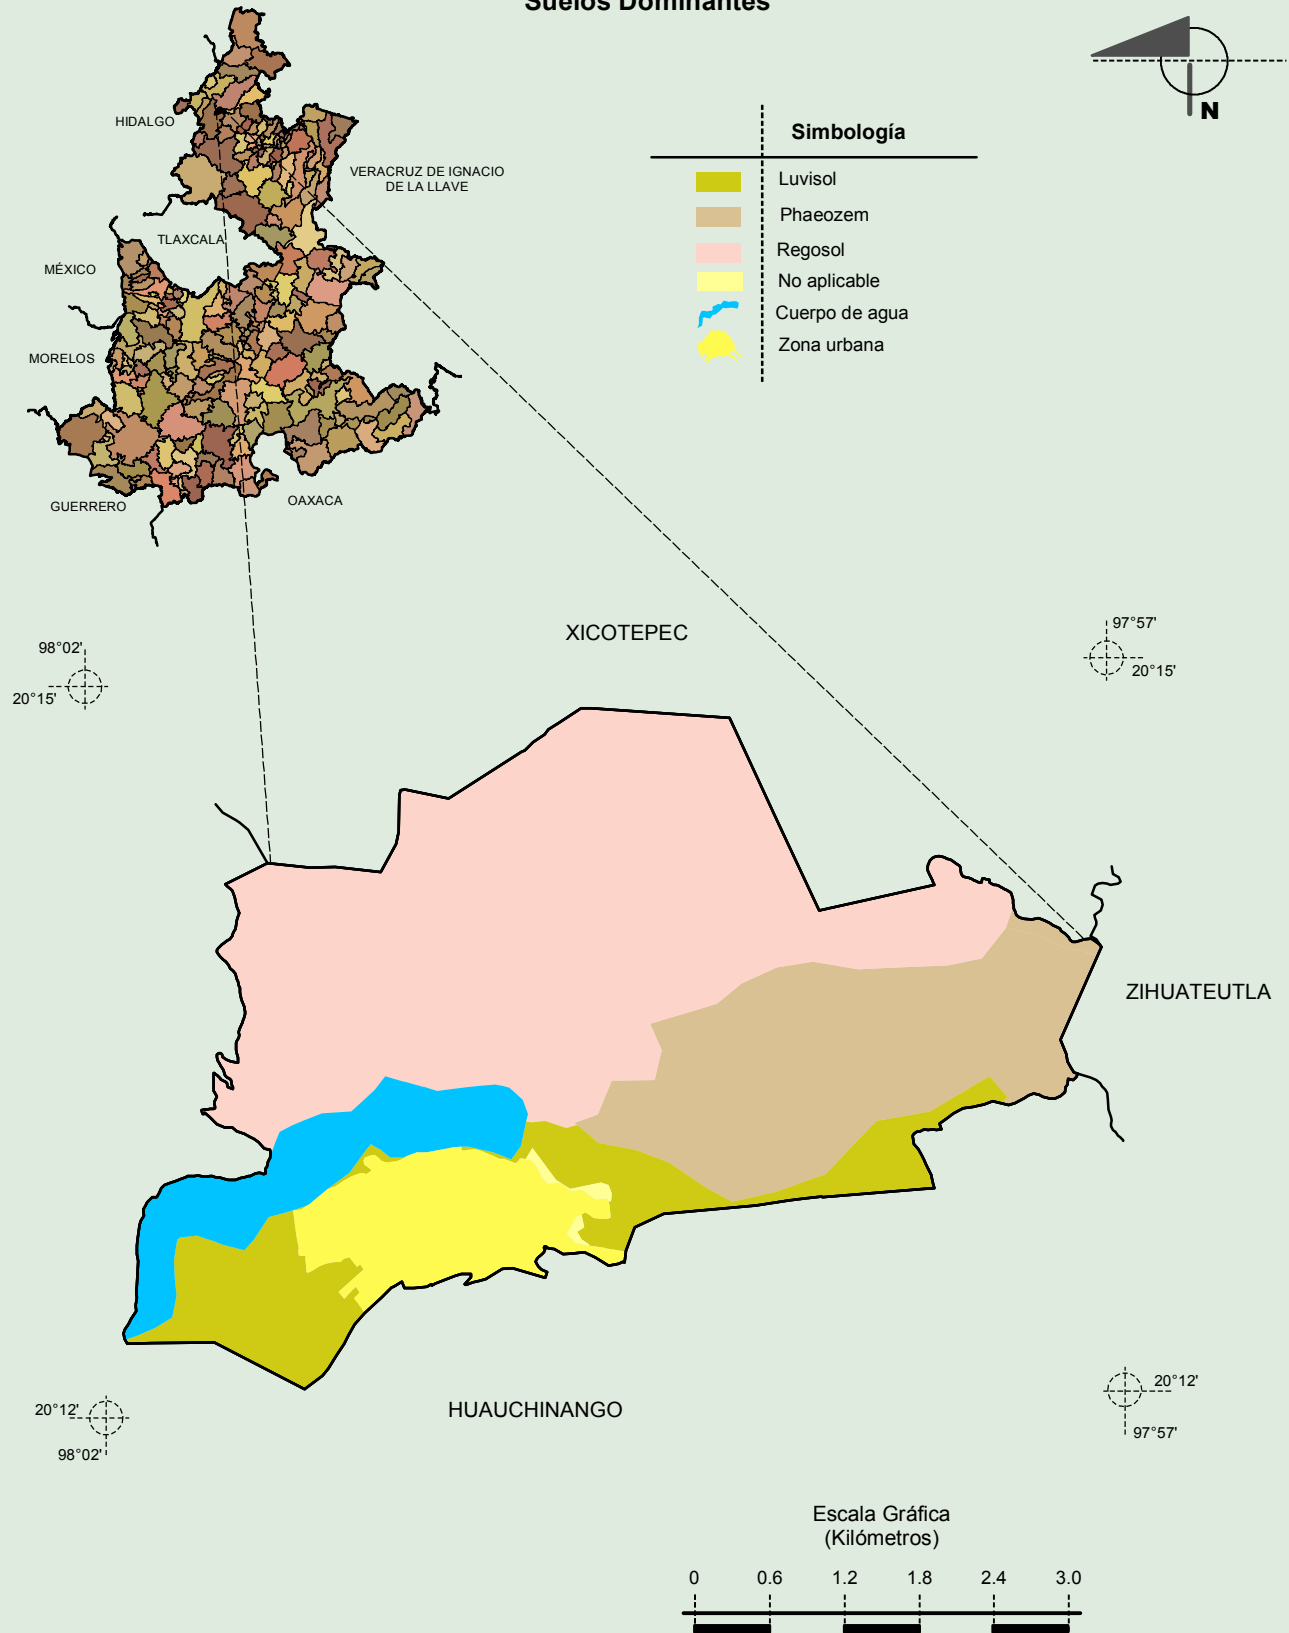 Suelos Dominantes
N
HIDALGO
VERACRUZ DE IGNACIO
DE LA LLAVE
TLAXCALA
MÉXICO
MORELOS
GUERRERO
OAXACA
Simbología
Luvisol
Phaeozem
Regosol
No aplicable
Cuerpo de agua
Zona urbana
XICOTEPEC
98°02'
20°15'
97°57'
20°15'
ZIHUATEUTLA
HUAUCHINANGO
20°12'
98°02'
20°12'
97°57'
Escala Gráfica
(Kilómetros)
0 0.6 1.2 1.8 2.4 3.0